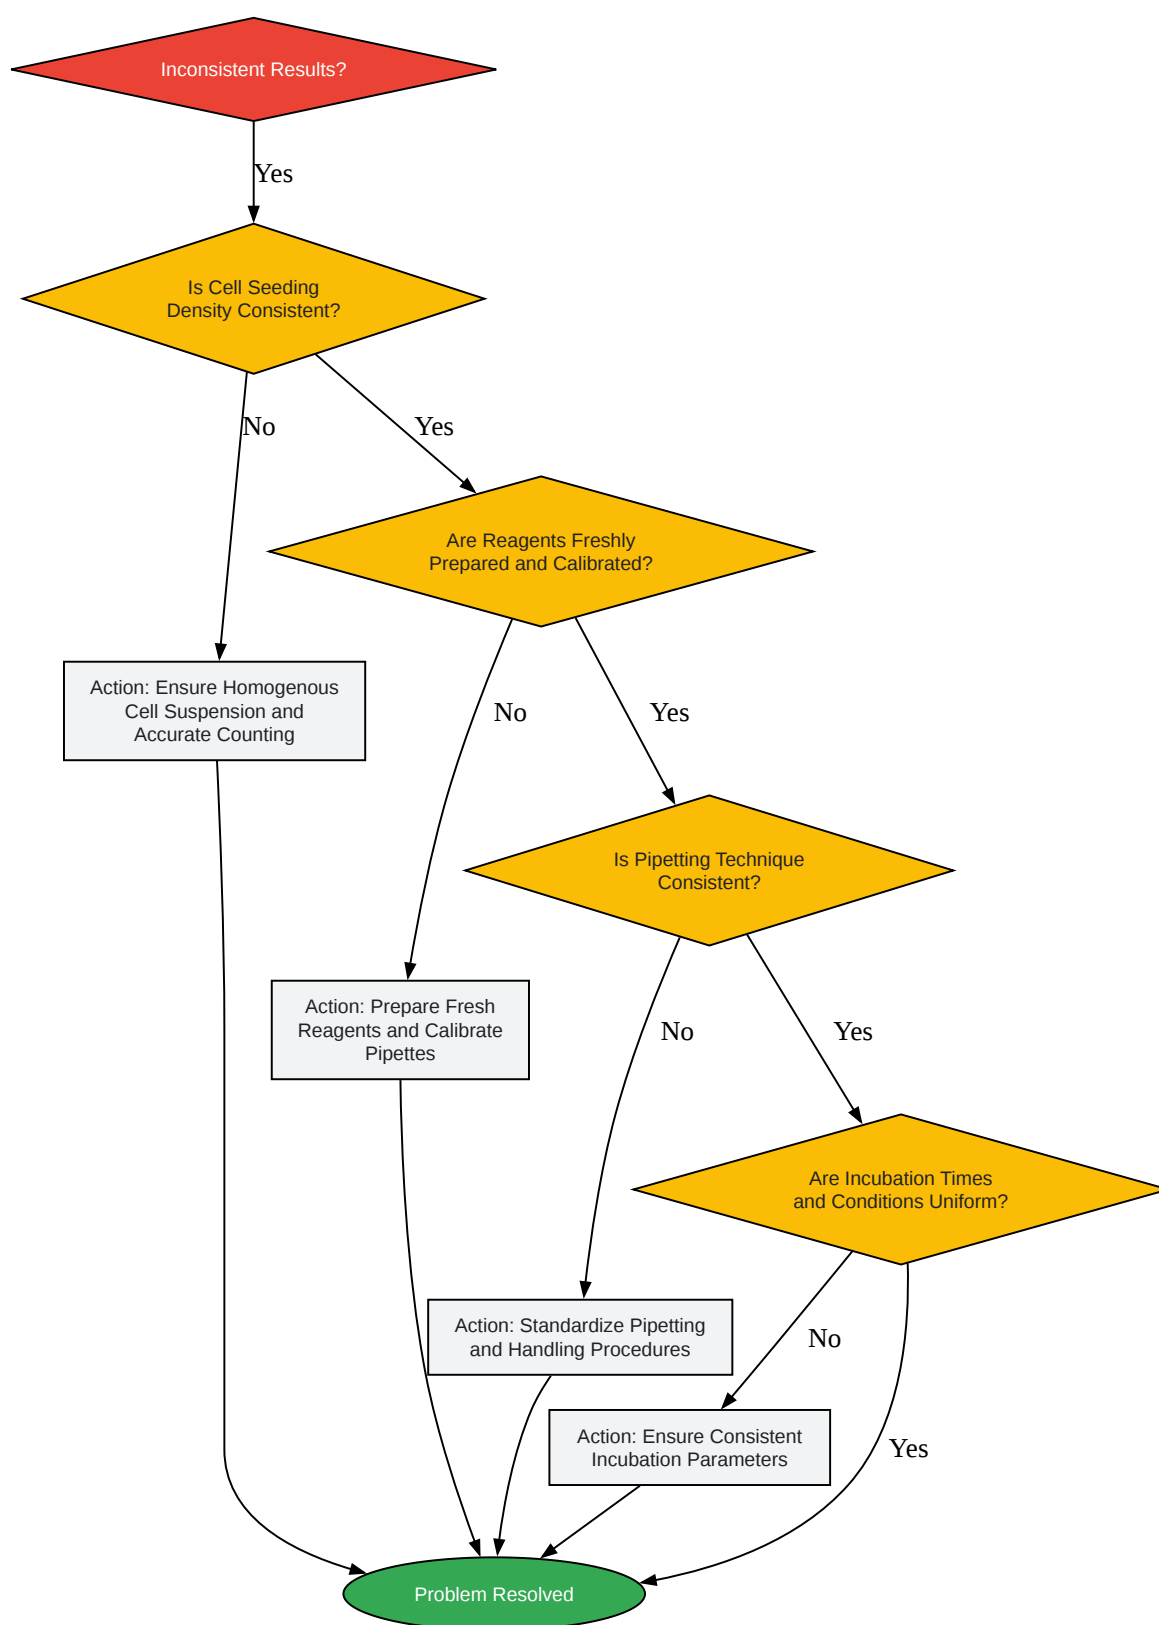 Inconsistent Results?
Yes
Is Cell Seeding
Density Consistent?
No
Yes
Are Reagents Freshly
Prepared and Calibrated?
Action: Ensure Homogenous
Cell Suspension and
Accurate Counting
No
Yes
Is Pipetting Technique
Consistent?
Action: Prepare Fresh
Reagents and Calibrate
Pipettes
No
Yes
Are Incubation Times
and Conditions Uniform?
Action: Standardize Pipetting
and Handling Procedures
No
Action: Ensure Consistent
Incubation Parameters
Yes
Problem Resolved